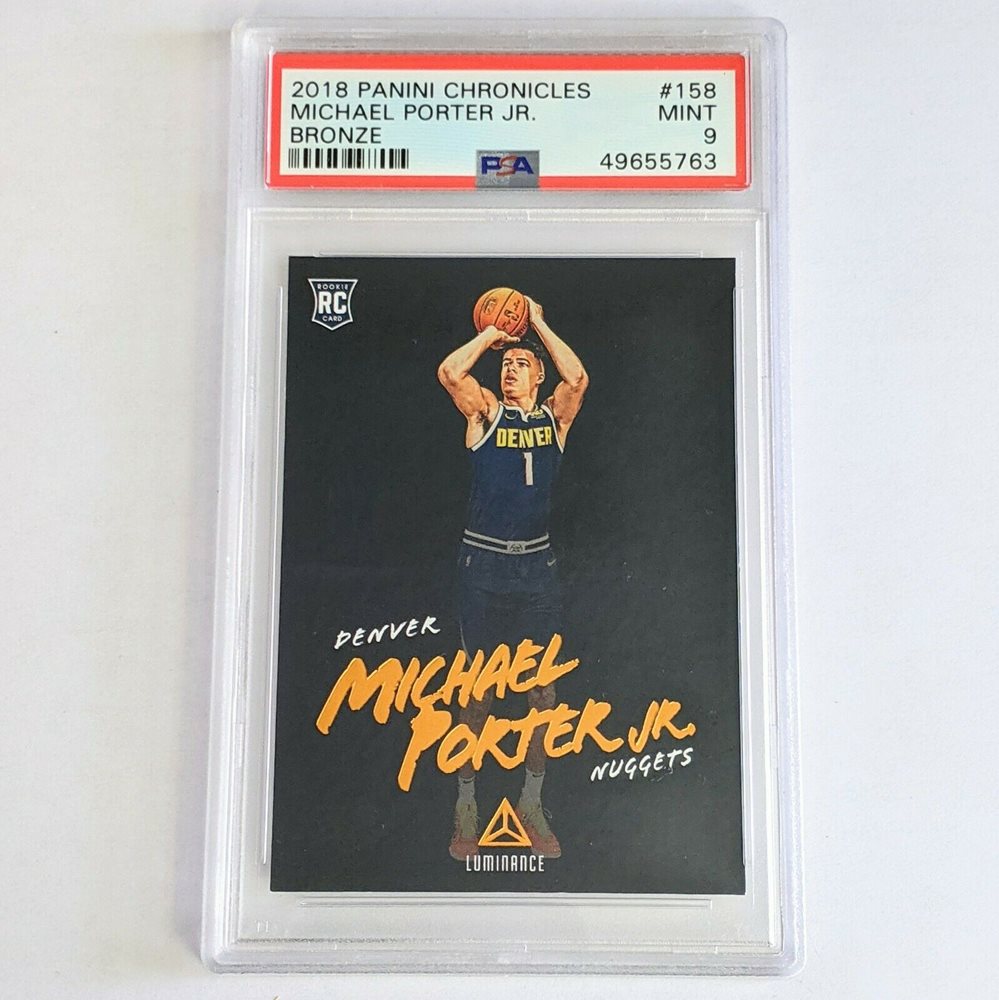 2018 PANINI CHRONICLES #158
MICHAEL PORTER JR. MINT
BRONZE 9
PSA 49655763
ROOKIE
RC
CARD
DENVER
1
DENVER
MICHAEL
PORTER JR.
NUGGETS
LUMINANCE